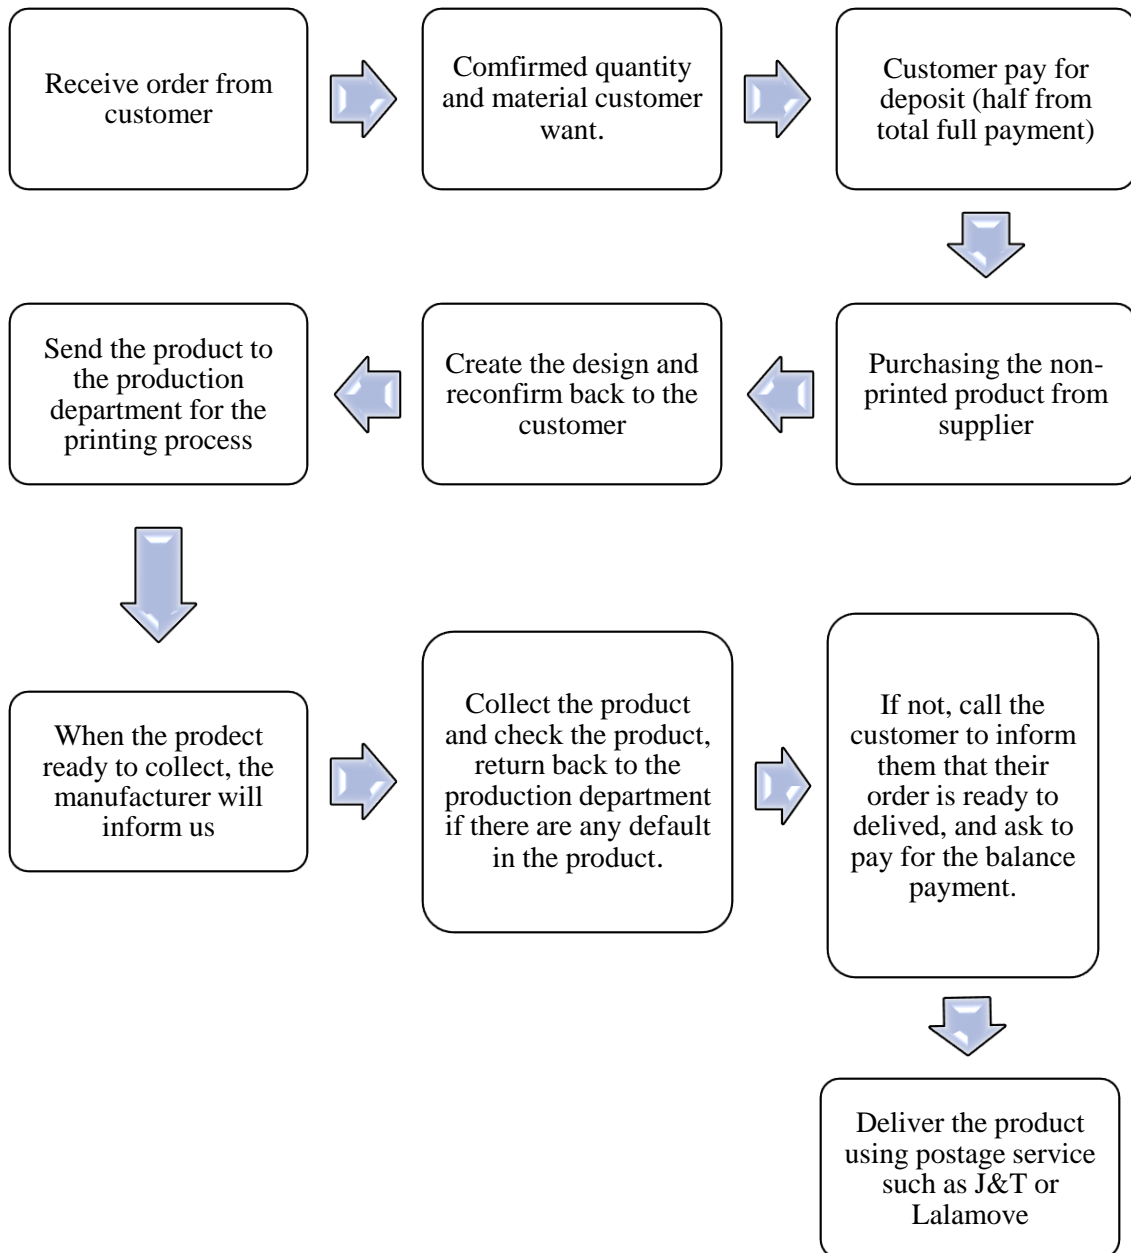 Receive order from
customer
Comfirmed quantity
and material customer
want.
Customer pay for
deposit (half from
total full payment)
Purchasing the non-
printed product from
supplier
Create the design and
reconfirm back to the
customer
Send the product to
the production
department for the
printing process
When the prodect
ready to collect, the
manufacturer will
inform us
Collect the product
and check the product,
return back to the
production department
if there are any default
in the product.
If not, call the
customer to inform
them that their
order is ready to
delived, and ask to
pay for the balance
payment.
Deliver the product
using postage service
such as J&T or
Lalamove